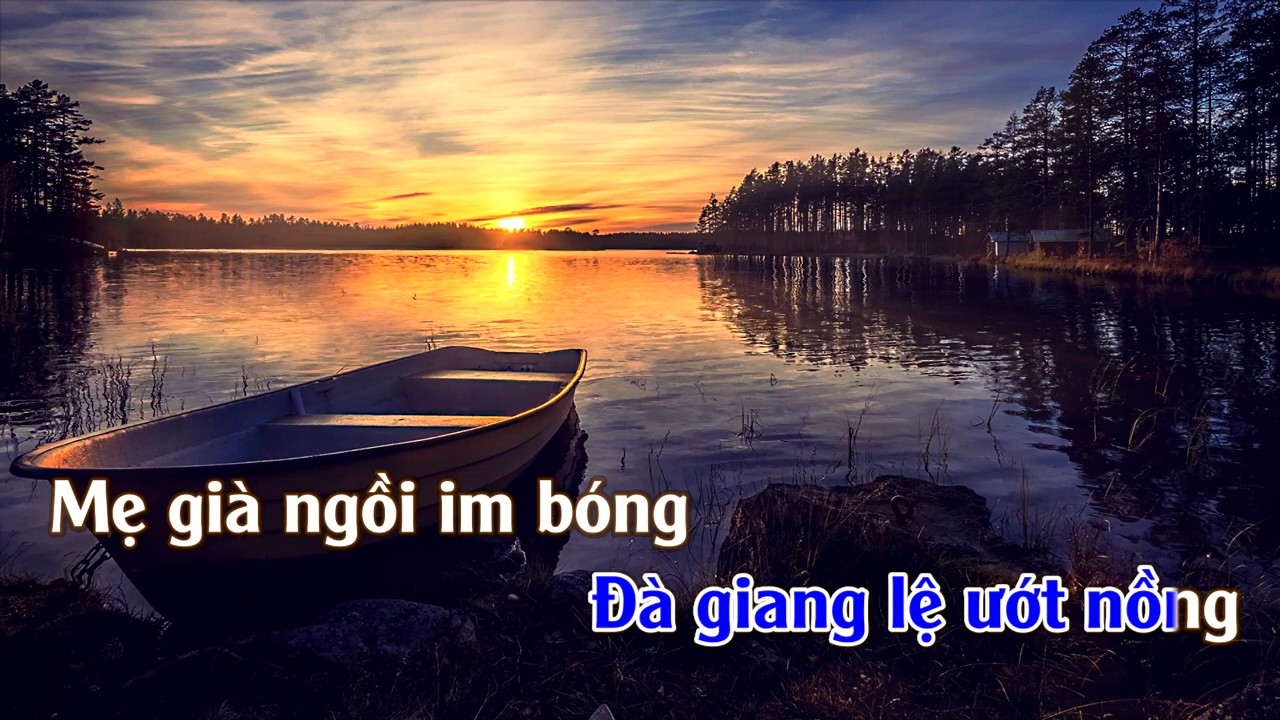 Mẹ già ngồi im bóng
Đà giang lệ ướt nồng